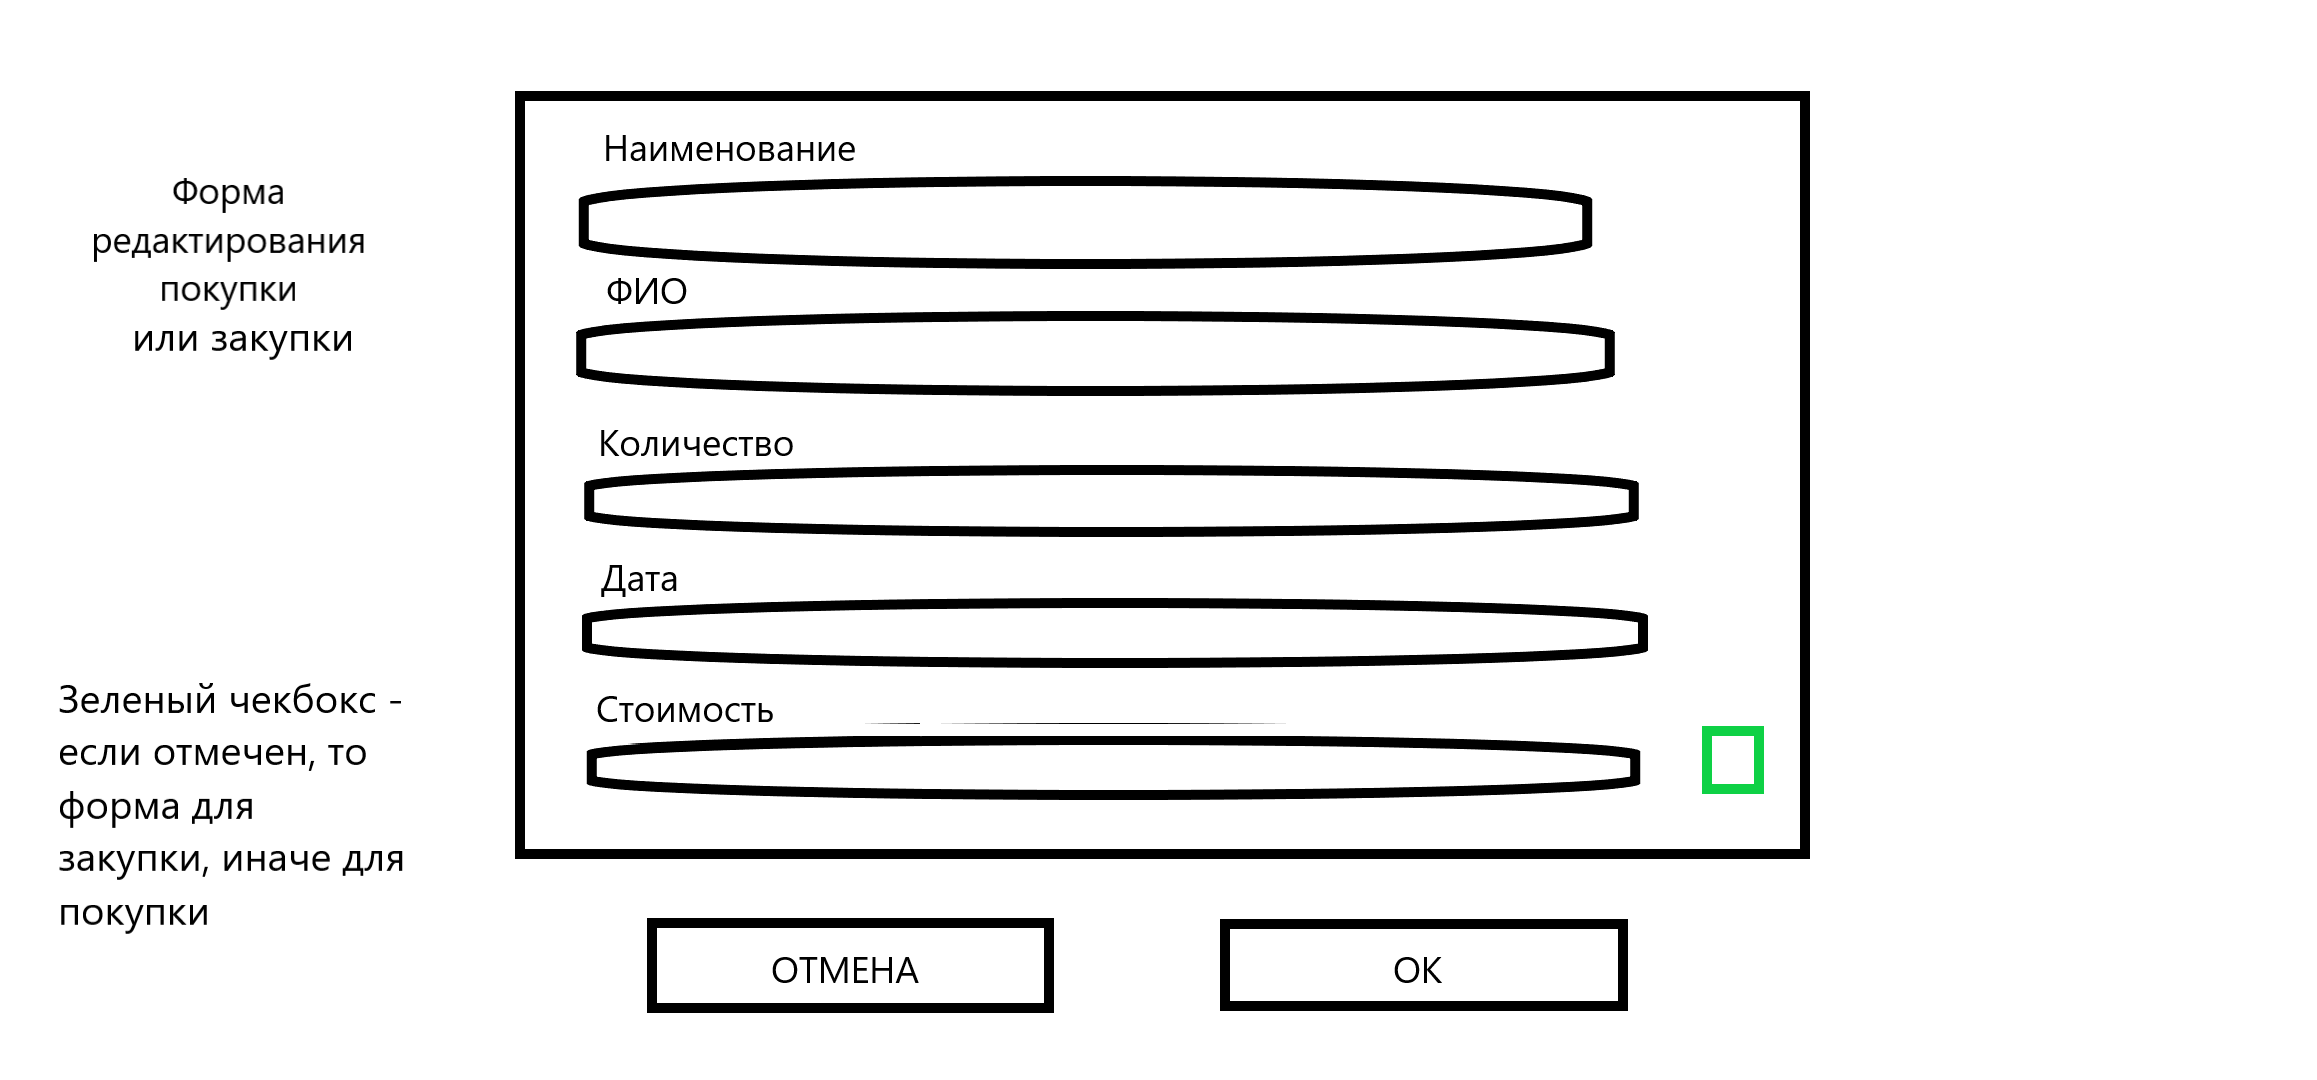 Форма
редактирования
покупки
или закупки
Зеленый чекбокс -
если отмечен, то
форма для
закупки, иначе для
покупки
Наименование
ФИО
Количество
Дата
Стоимость
ОТМЕНА
ОК